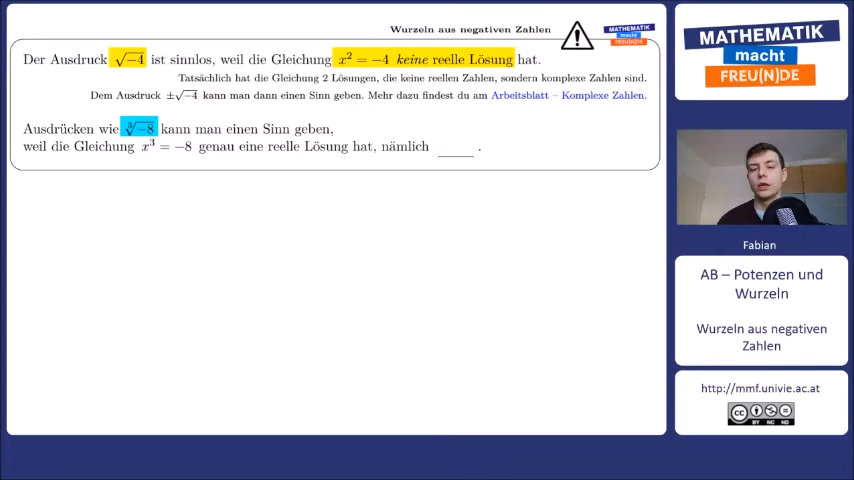 Wurzeln aus negativen Zahlen
MATHEMATIK
macht
FREU(N)DE
Der Ausdruck √−4 ist sinnlos, weil die Gleichung x² = −4 keine reelle Lösung hat.
Tatsächlich hat die Gleichung 2 Lösungen, die keine reellen Zahlen, sondern komplexe Zahlen sind.
Dem Ausdruck ±√−4 kann man dann einen Sinn geben. Mehr dazu findest du am Arbeitsblatt – Komplexe Zahlen.
Ausdrücken wie ∛−8 kann man einen Sinn geben,
weil die Gleichung x³ = −8 genau eine reelle Lösung hat, nämlich _____ .
MATHEMATIK
macht
FREU(N)DE
Fabian
AB – Potenzen und
Wurzeln
Wurzeln aus negativen
Zahlen
http://mmf.univie.ac.at
cc
BY NC ND